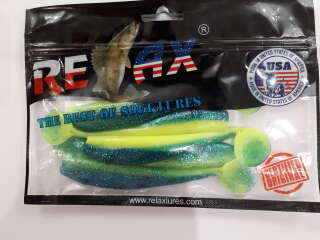 RELAX®
USA
THE BEST OF SOFT LURES
ORIGINAL
www.relaxlures.com